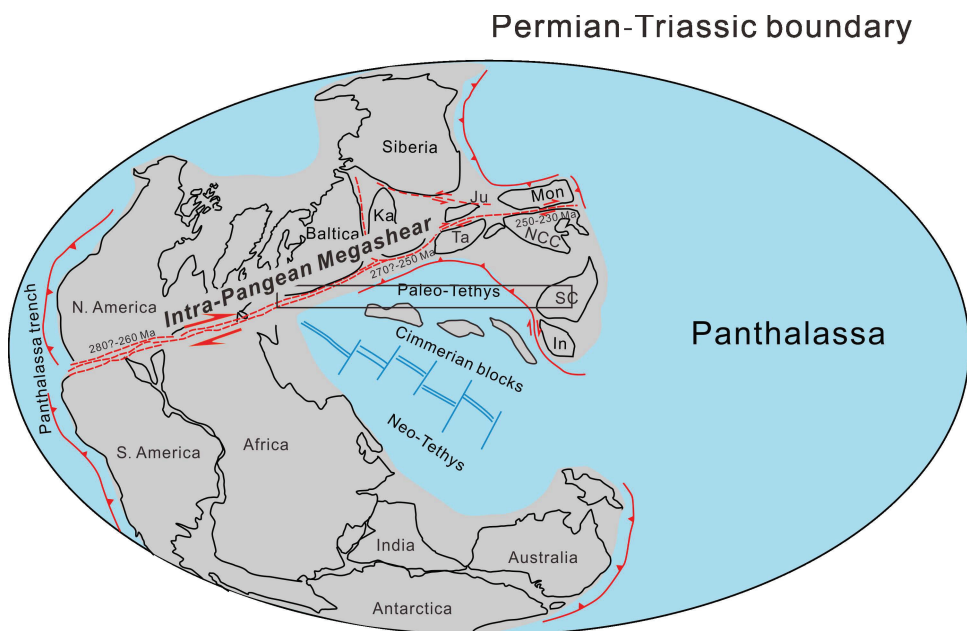 Permian-Triassic boundary
Siberia
Ju
Mon
Ka
250-230 Ma
Baltica
Ta
NCC
Intra-Pangean Megashear
270?-250 Ma
Paleo-Tethys
SC
N. America
Panthalassa trench
280?-260 Ma
In
Panthalassa
Cimmerian blocks
Neo-Tethys
S. America
Africa
India
Australia
Antarctica